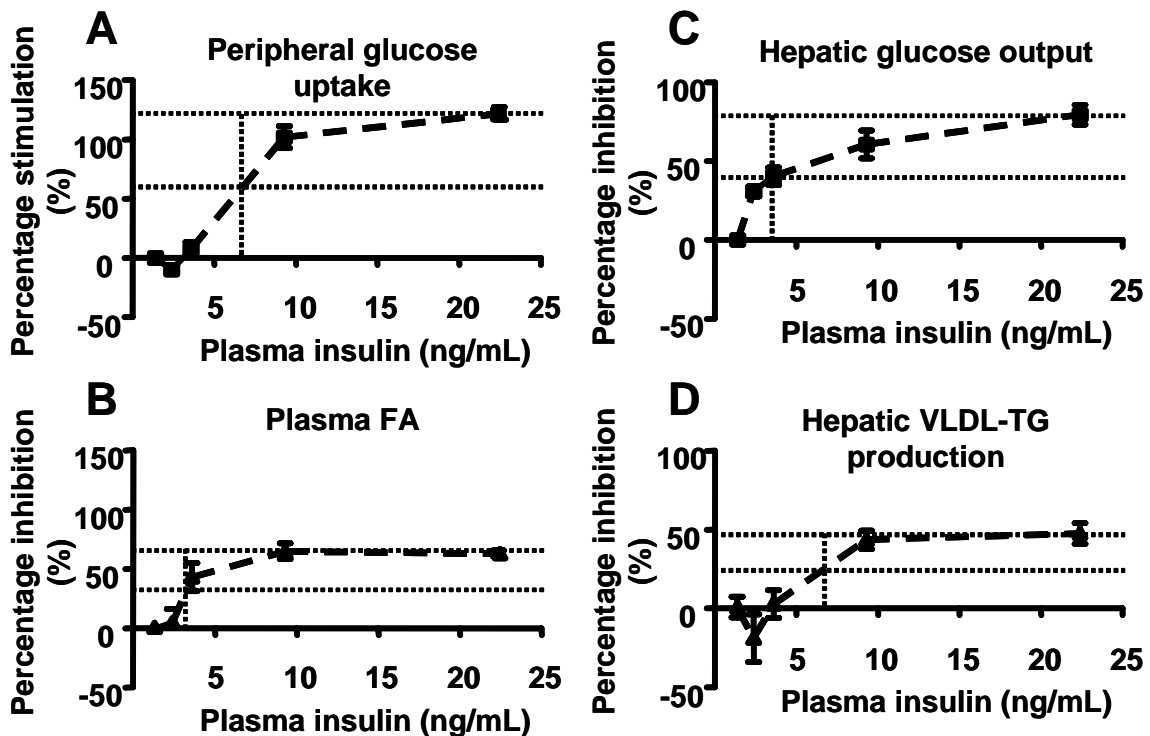 A
Peripheral glucose
uptake
Percentage stimulation
(%)
150
100
50
0
-50
5 10 15 20 25
Plasma insulin (ng/mL)
C
Hepatic glucose output
Percentage inhibition
(%)
100
50
0
-50
5 10 15 20 25
Plasma insulin (ng/mL)
B
Plasma FA
Percentage inhibition
(%)
150
100
50
0
-50
5 10 15 20 25
Plasma insulin (ng/mL)
D
Hepatic VLDL-TG
production
Percentage inhibition
(%)
100
50
0
-50
5 10 15 20 25
Plasma insulin (ng/mL)